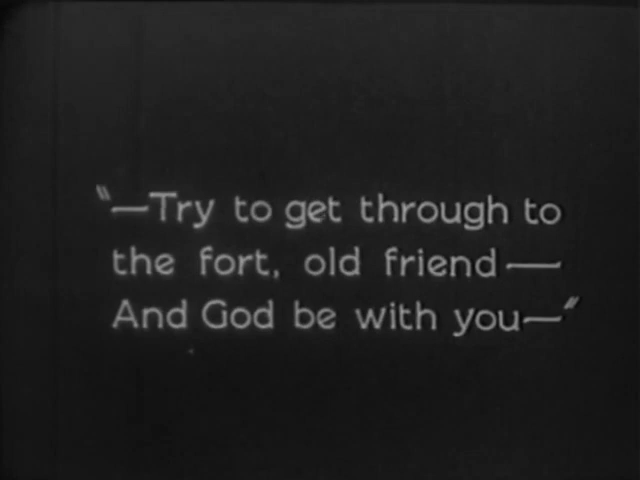 "—Try to get through to
the fort, old friend—
And God be with you—"